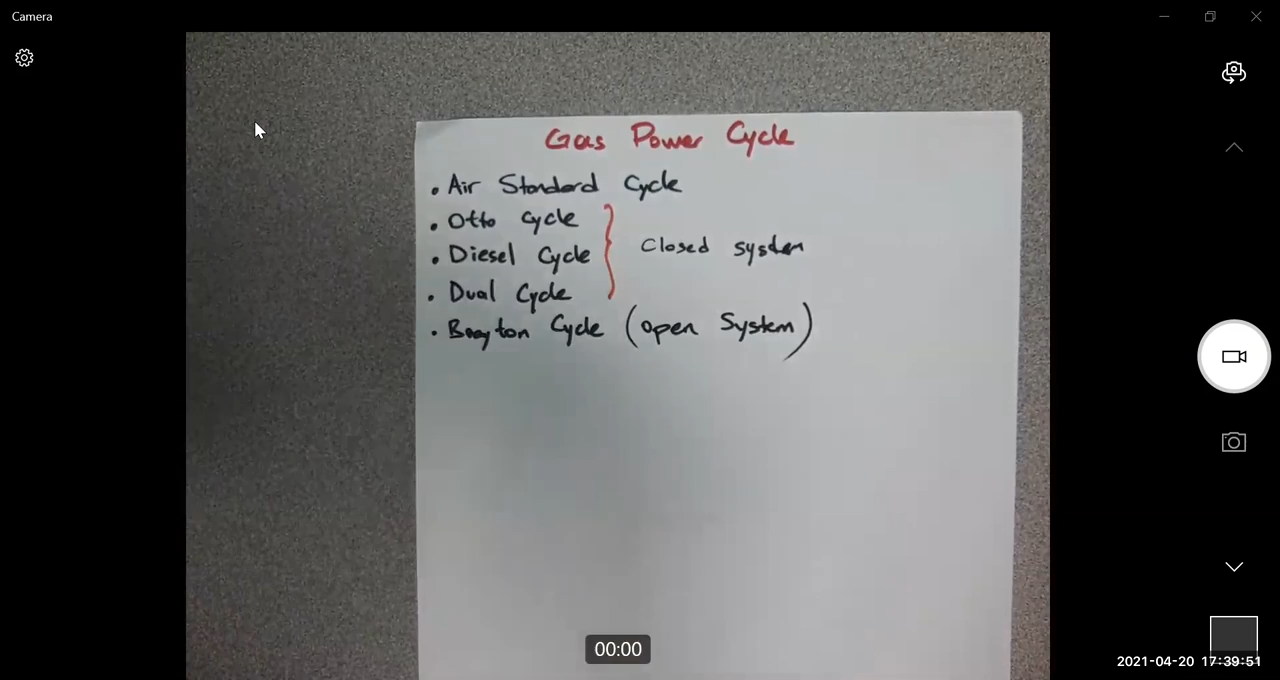 Camera
Gas Power Cycle
• Air Standard Cycle
• Otto Cycle
• Diesel Cycle
Closed system
• Dual Cycle
• Brayton Cycle (Open System)
00:00
2021-04-20 17:39:51